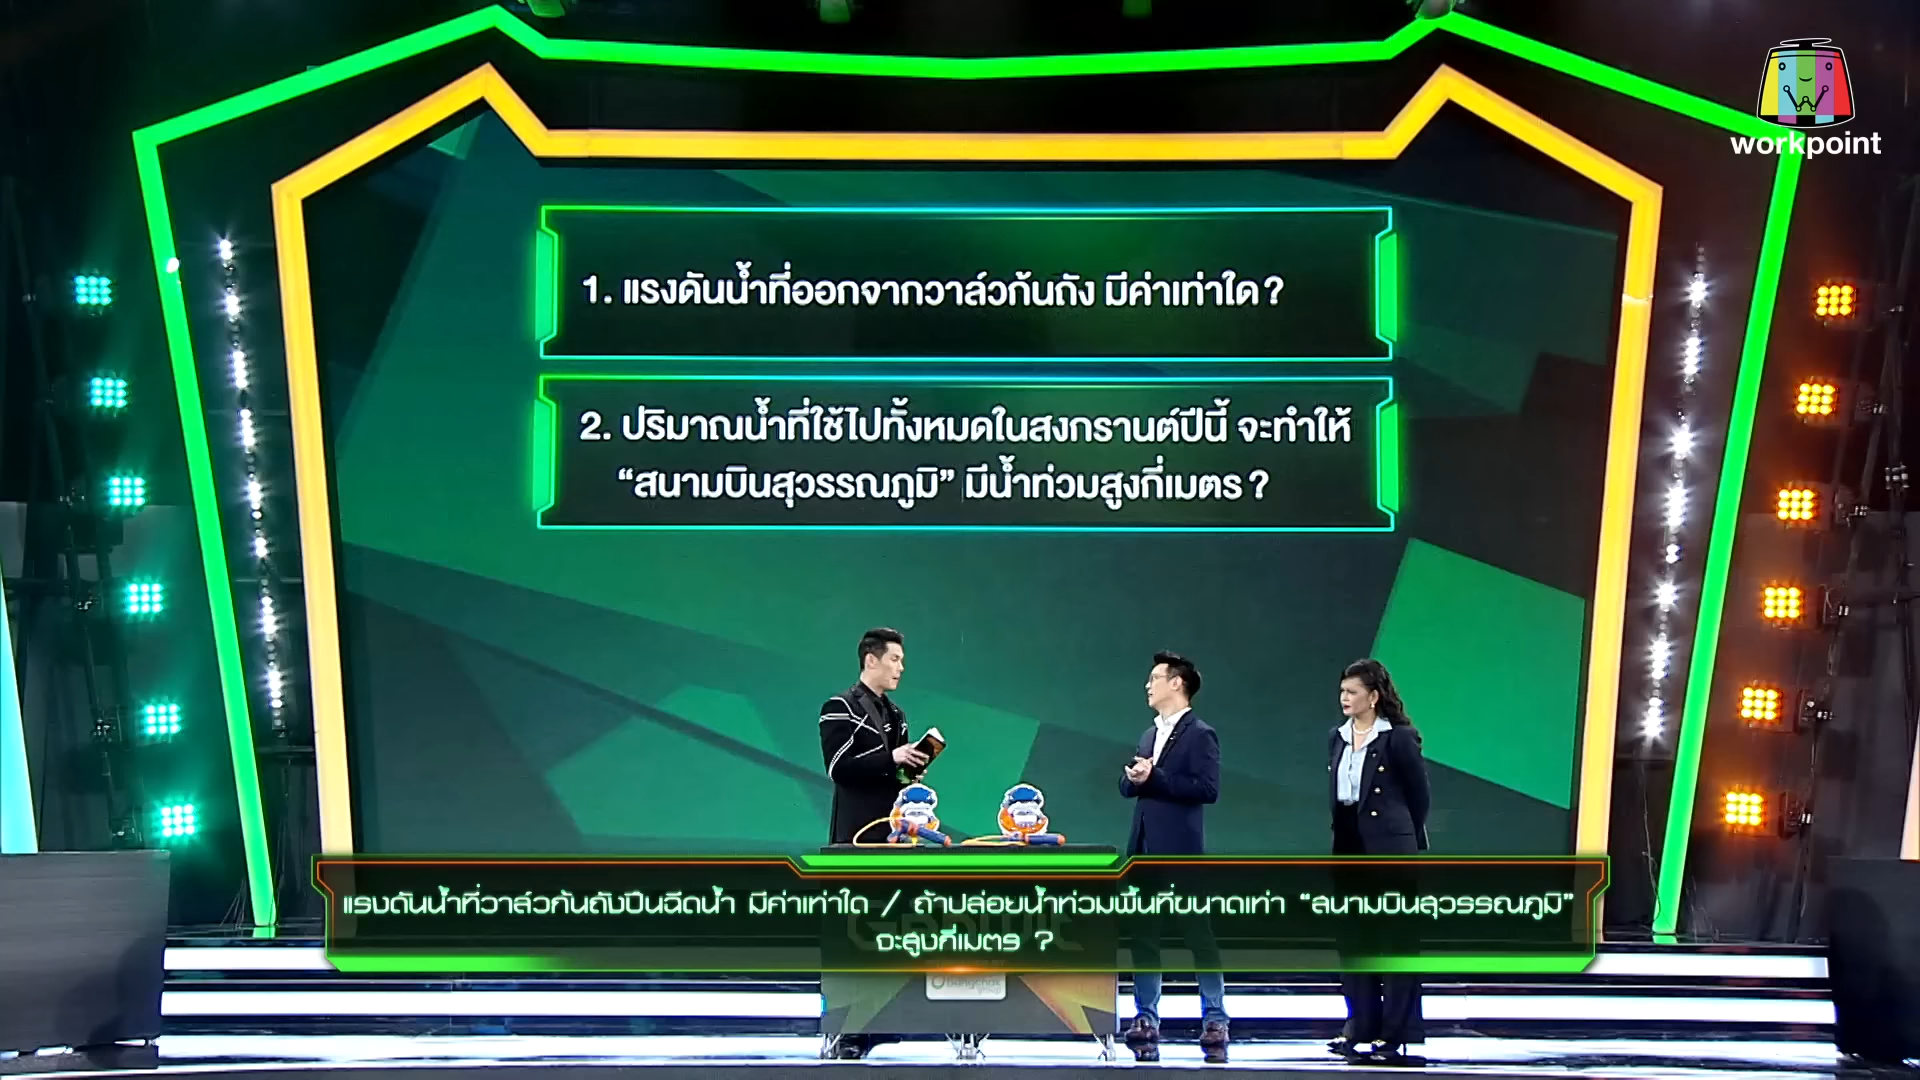 workpoint
1. แรงดันน้ำที่ออกจากวาล์วก้นถัง มีค่าเท่าใด ?
2. ปริมาณน้ำที่ใช้ไปทั้งหมดในสงกรานต์ปีนี้ จะทำให้
“สนามบินสุวรรณภูมิ” มีน้ำท่วมสูงกี่เมตร ?
แรงดันน้ำที่วาล์วก้นถังปืนฉีดน้ำ มีค่าเท่าใด / ถ้าปล่อยน้ำท่วมพื้นที่ขนาดเท่า “สนามบินสุวรรณภูมิ”
จะสูงกี่เมตร ?
bangchak